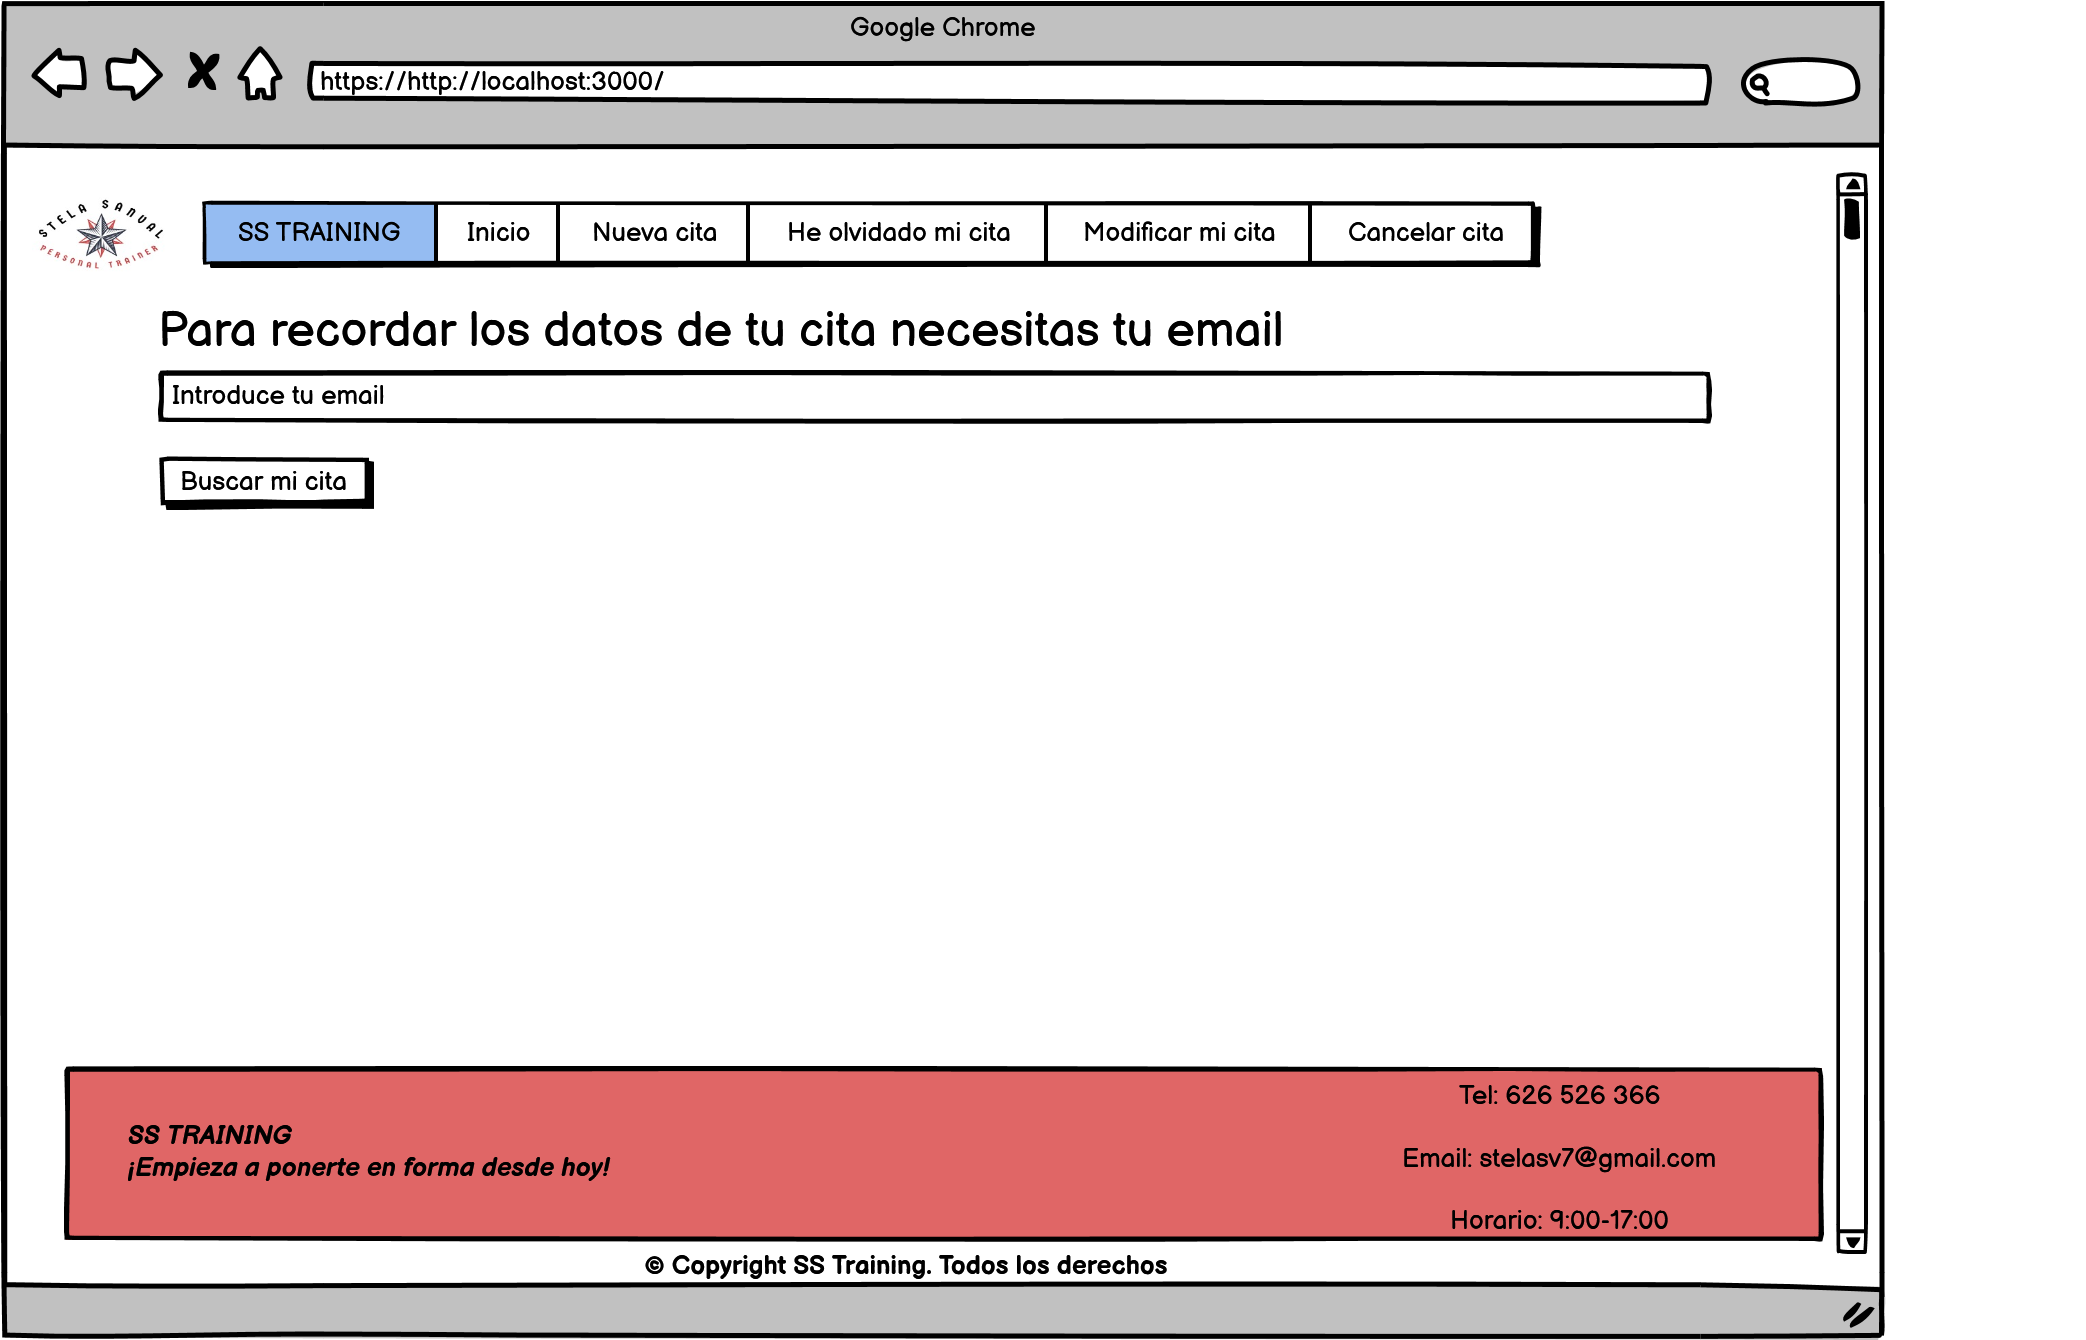 Google Chrome
https://http://localhost:3000/
STELA SANVAL
PERSONAL TRAINER
SS TRAINING
Inicio
Nueva cita
He olvidado mi cita
Modificar mi cita
Cancelar cita
Para recordar los datos de tu cita necesitas tu email
Introduce tu email
Buscar mi cita
SS TRAINING
¡Empieza a ponerte en forma desde hoy!
Tel: 626 526 366
Email: stelasv7@gmail.com
Horario: 9:00-17:00
© Copyright SS Training. Todos los derechos